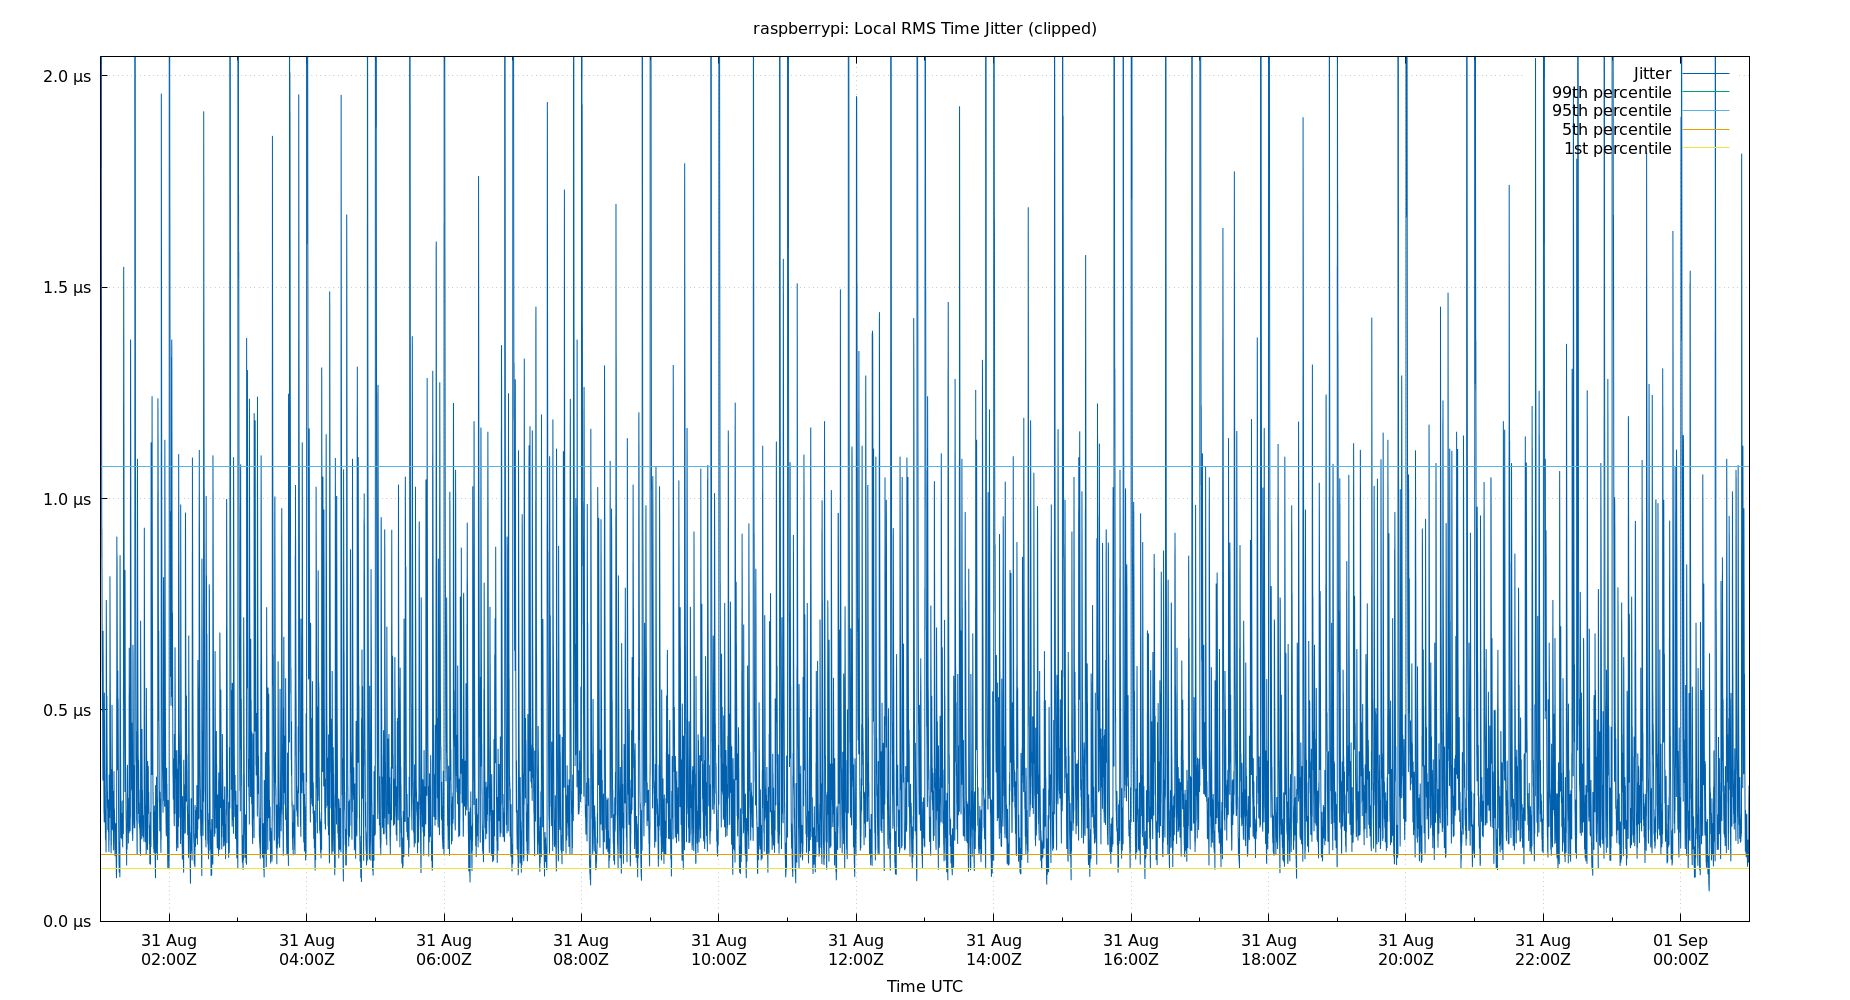 raspberrypi: Local RMS Time Jitter (clipped)
2.0 μs
1.5 μs
1.0 μs
0.5 μs
0.0 μs
Jitter
99th percentile
95th percentile
5th percentile
1st percentile
31 Aug 31 Aug 31 Aug 31 Aug 31 Aug 31 Aug 31 Aug 31 Aug 31 Aug 31 Aug 31 Aug 01 Sep
02:00Z 04:00Z 06:00Z 08:00Z 10:00Z 12:00Z 14:00Z 16:00Z 18:00Z 20:00Z 22:00Z 00:00Z
Time UTC